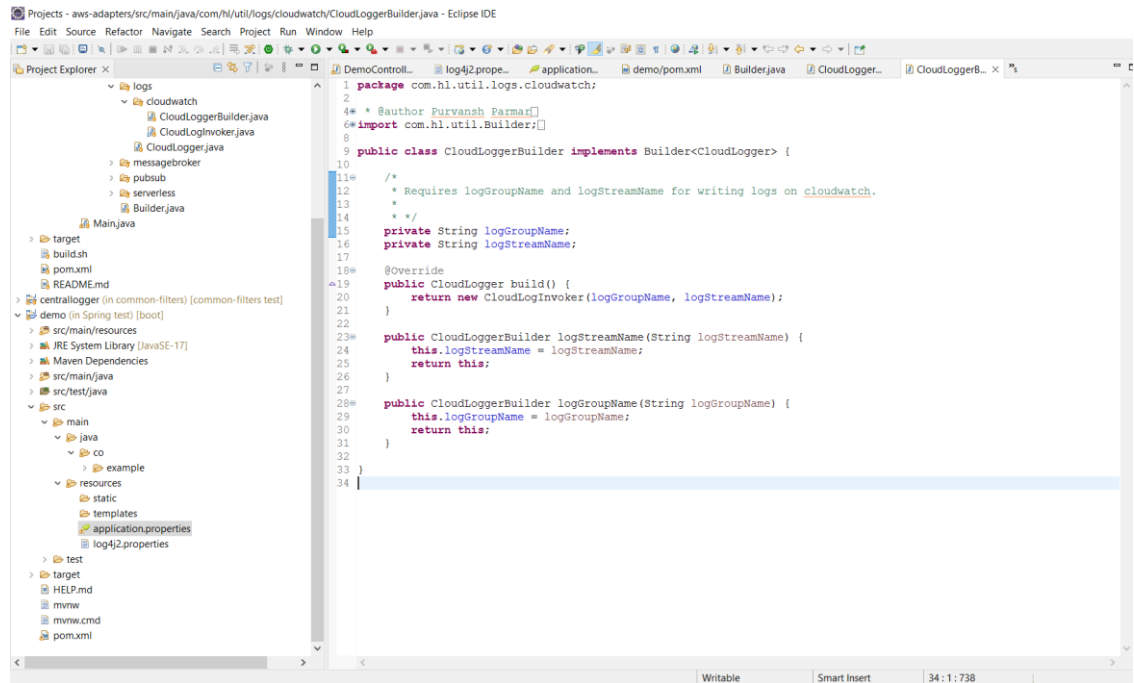 Projects - aws-adapters/src/main/java/com/hl/util/logs/cloudwatch/CloudLoggerBuilder.java - Eclipse IDE
File Edit Source Refactor Navigate Search Project Run Window Help
Project Explorer
logs
cloudwatch
CloudLoggerBuilder.java
CloudLogInvoker.java
CloudLogger.java
messagebroker
pubsub
serverless
Builder.java
Main.java
target
build.sh
pom.xml
README.md
centrallogger (in common-filters) [common-filters test]
demo (in Spring test) [boot]
src/main/resources
JRE System Library [JavaSE-17]
Maven Dependencies
src/main/java
src/test/java
src
main
java
co
example
resources
static
templates
application.properties
log4j2.properties
test
target
HELP.md
mvnw
mvnw.cmd
pom.xml
DemoControll... log4j2.prope... application... demo/pom.xml Builder.java CloudLogger... CloudLoggerB... "5
1 package com.hl.util.logs.cloudwatch;
2
4 * @author Purvansh Parmar
6 import com.hl.util.Builder;
8
9 public class CloudLoggerBuilder implements Builder<CloudLogger> {
10
11 /*
12 * Requires logGroupName and logStreamName for writing logs on cloudwatch.
13 *
14 * */
15 private String logGroupName;
16 private String logStreamName;
17
18 @Override
19 public CloudLogger build() {
20 return new CloudLogInvoker(logGroupName, logStreamName);
21 }
22
23 public CloudLoggerBuilder logStreamName(String logStreamName) {
24 this.logStreamName = logStreamName;
25 return this;
26 }
27
28 public CloudLoggerBuilder logGroupName(String logGroupName) {
29 this.logGroupName = logGroupName;
30 return this;
31 }
32
33 }
34
Writable Smart Insert 34 : 1 : 738